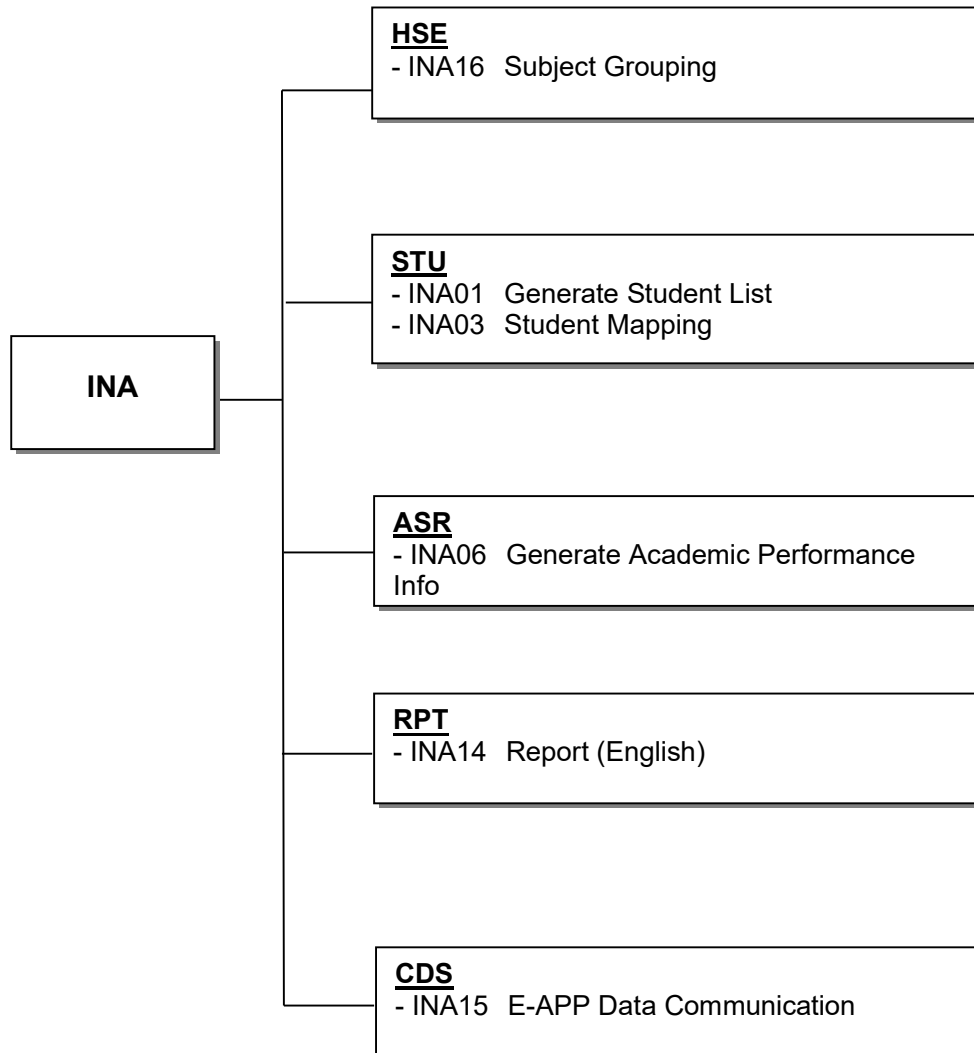 HSE
- INA16 Subject Grouping
STU
- INA01 Generate Student List
- INA03 Student Mapping
INA
ASR
- INA06 Generate Academic Performance
Info
RPT
- INA14 Report (English)
CDS
- INA15 E-APP Data Communication